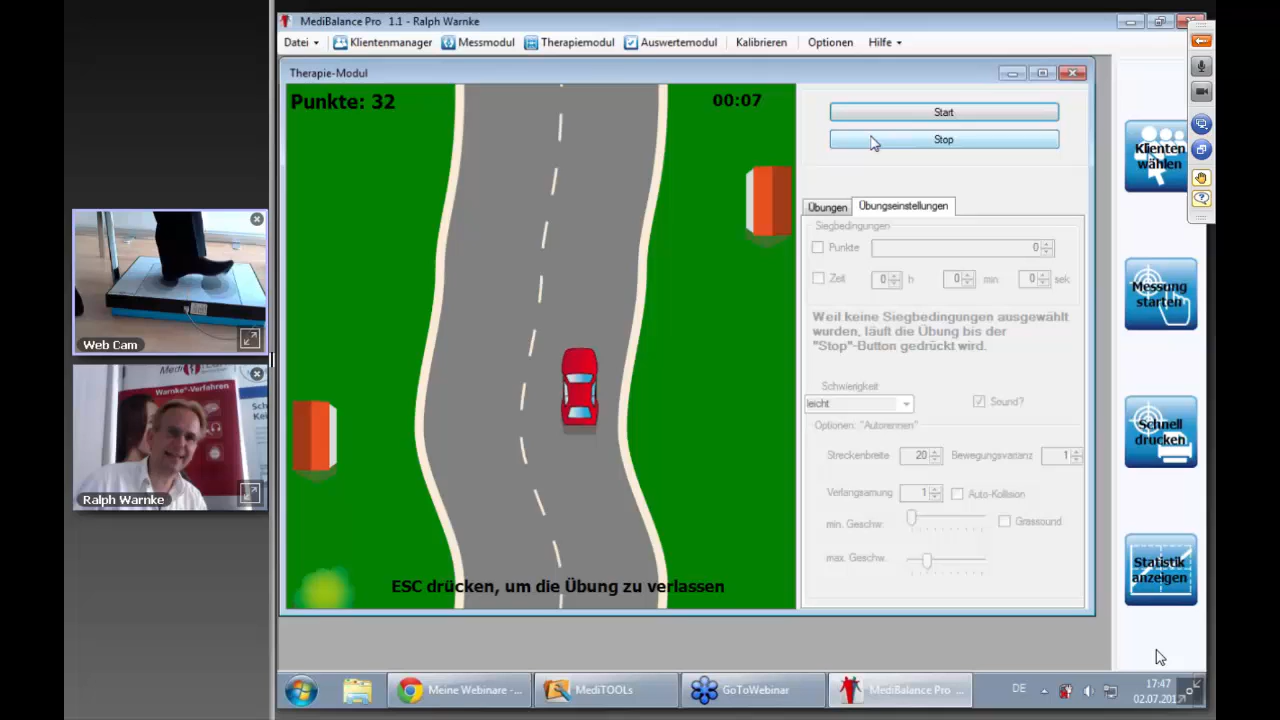 MediBalance Pro 1.1 - Ralph Warnke
Datei Klientenmanager Messmodul Therapiemodul Auswertemodul Kalibrieren Optionen Hilfe
Therapie-Modul
Punkte: 32
00:07
Start
Stop
Klienten
wählen
Übungen Übungseinstellungen
Siegbedingungen
Punkte 0
Zeit 0 h 0 min 0 sek
Weil keine Siegbedingungen ausgewählt
wurden, läuft die Übung bis der
"Stop"-Button gedrückt wird.
Messung
starten
Web Cam
Warnke®-Verfahren
Ralph Warnke
Schwierigkeit
leicht Sound?
Optionen: "Autorennen"
Streckenbreite 20 Bewegungsvarianz 1
Verlangsamung 1 Auto-Kollision
min. Geschw. Grassound
max. Geschw.
Schnell
drucken
ESC drücken, um die Übung zu verlassen
Statistik
anzeigen
Meine Webinare - ... MediTOOLs GoToWebinar MediBalance Pro ... DE 17:47